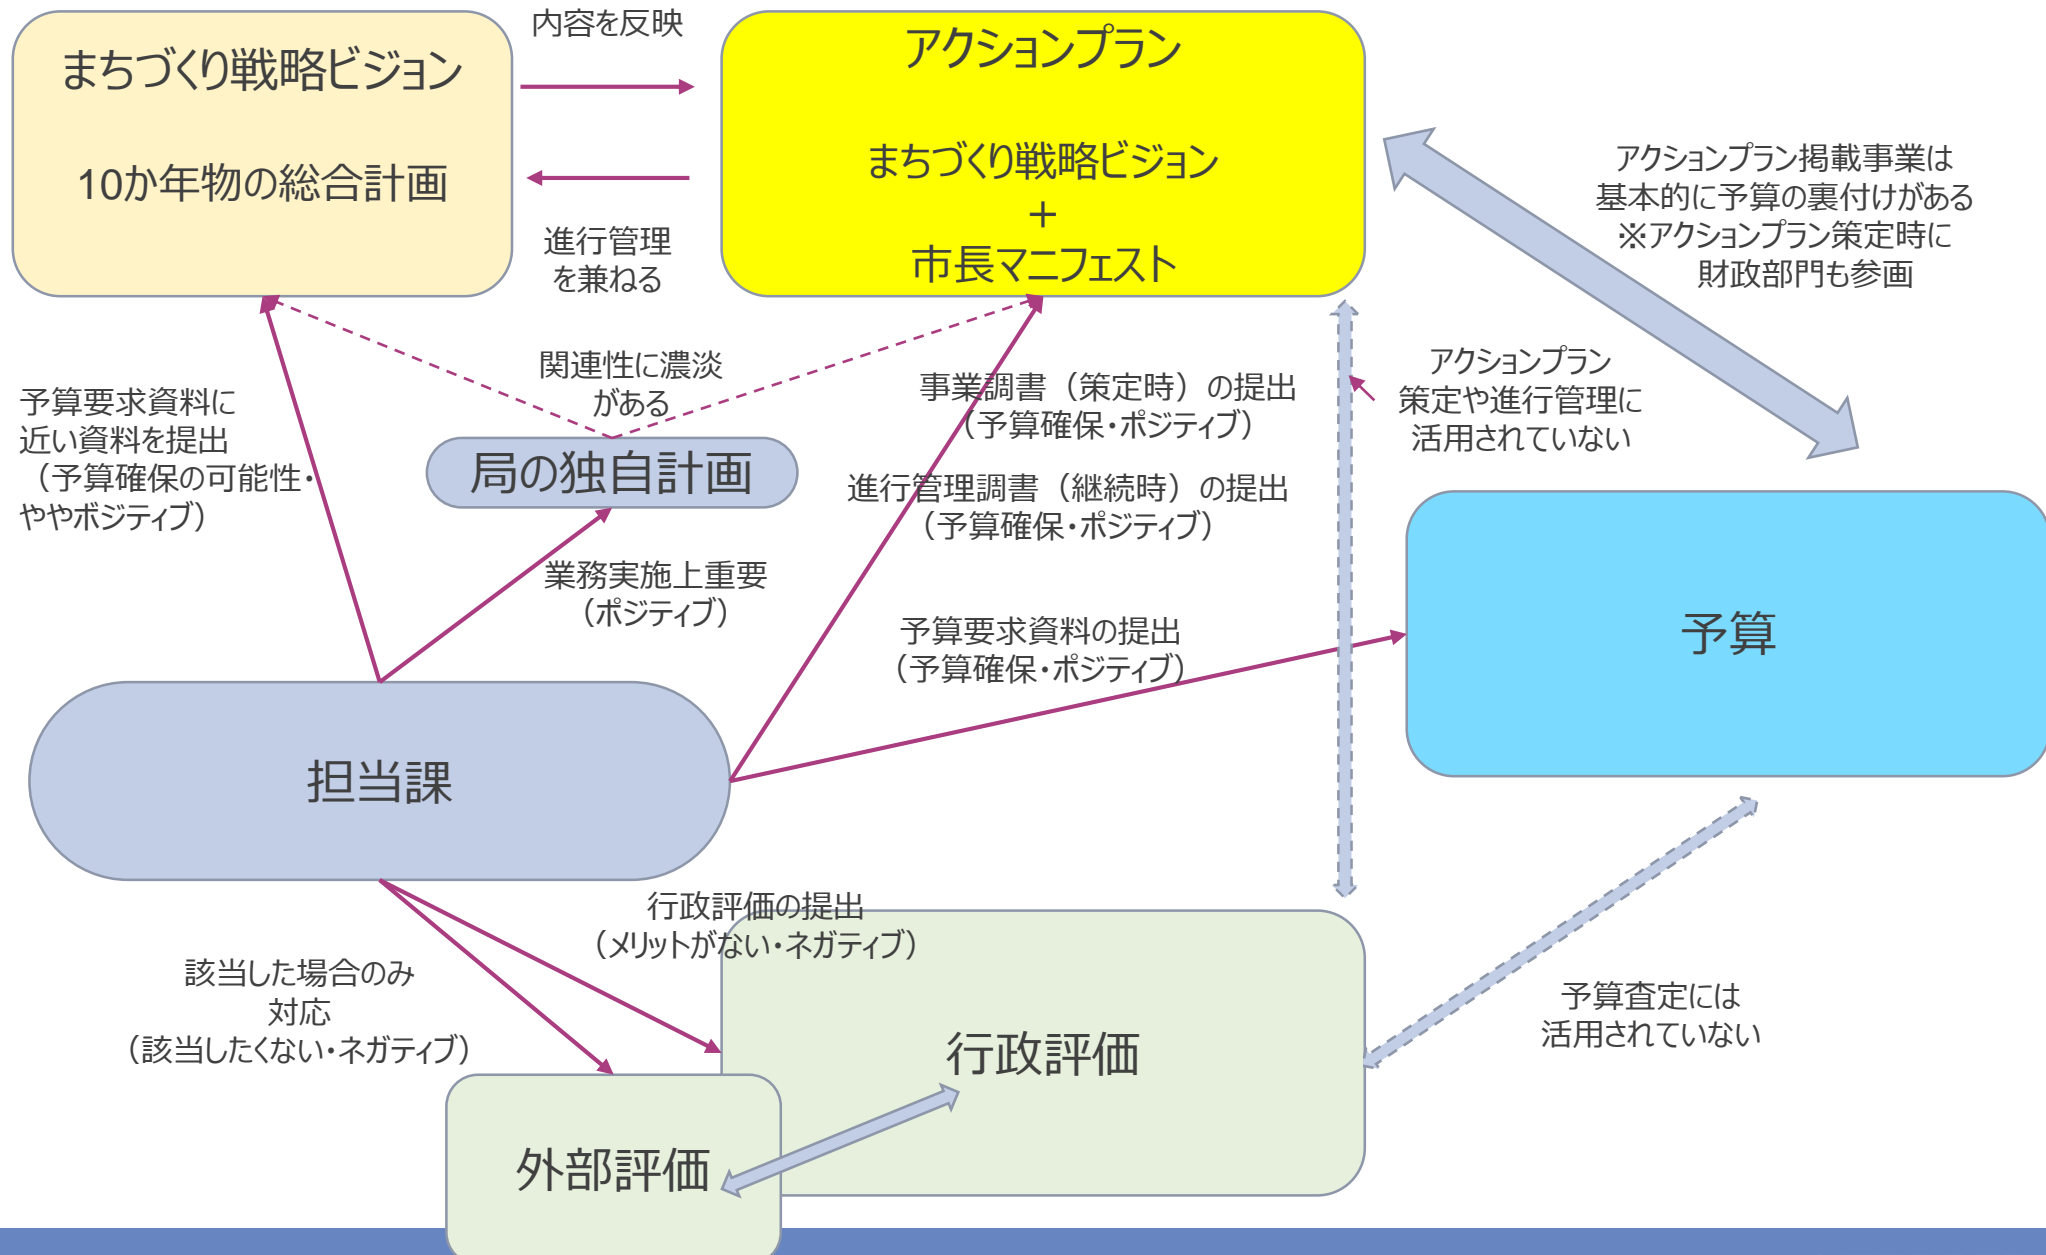 まちづくり戦略ビジョン
10か年物の総合計画
内容を反映
進行管理
を兼ねる
アクションプラン
まちづくり戦略ビジョン
+
市長マニフェスト
アクションプラン掲載事業は
基本的に予算の裏付けがある
※アクションプラン策定時に
財政部門も参画
関連性に濃淡
がある
予算要求資料に
近い資料を提出
（予算確保の可能性・
ややポジティブ）
局の独自計画
事業調書（策定時）の提出
（予算確保・ポジティブ）
進行管理調書（継続時）の提出
（予算確保・ポジティブ）
アクションプラン
策定や進行管理に
活用されていない
業務実施上重要
（ポジティブ）
予算要求資料の提出
（予算確保・ポジティブ）
予算
担当課
行政評価の提出
（メリットがない・ネガティブ）
該当した場合のみ
対応
（該当したくない・ネガティブ）
予算査定には
活用されていない
行政評価
外部評価